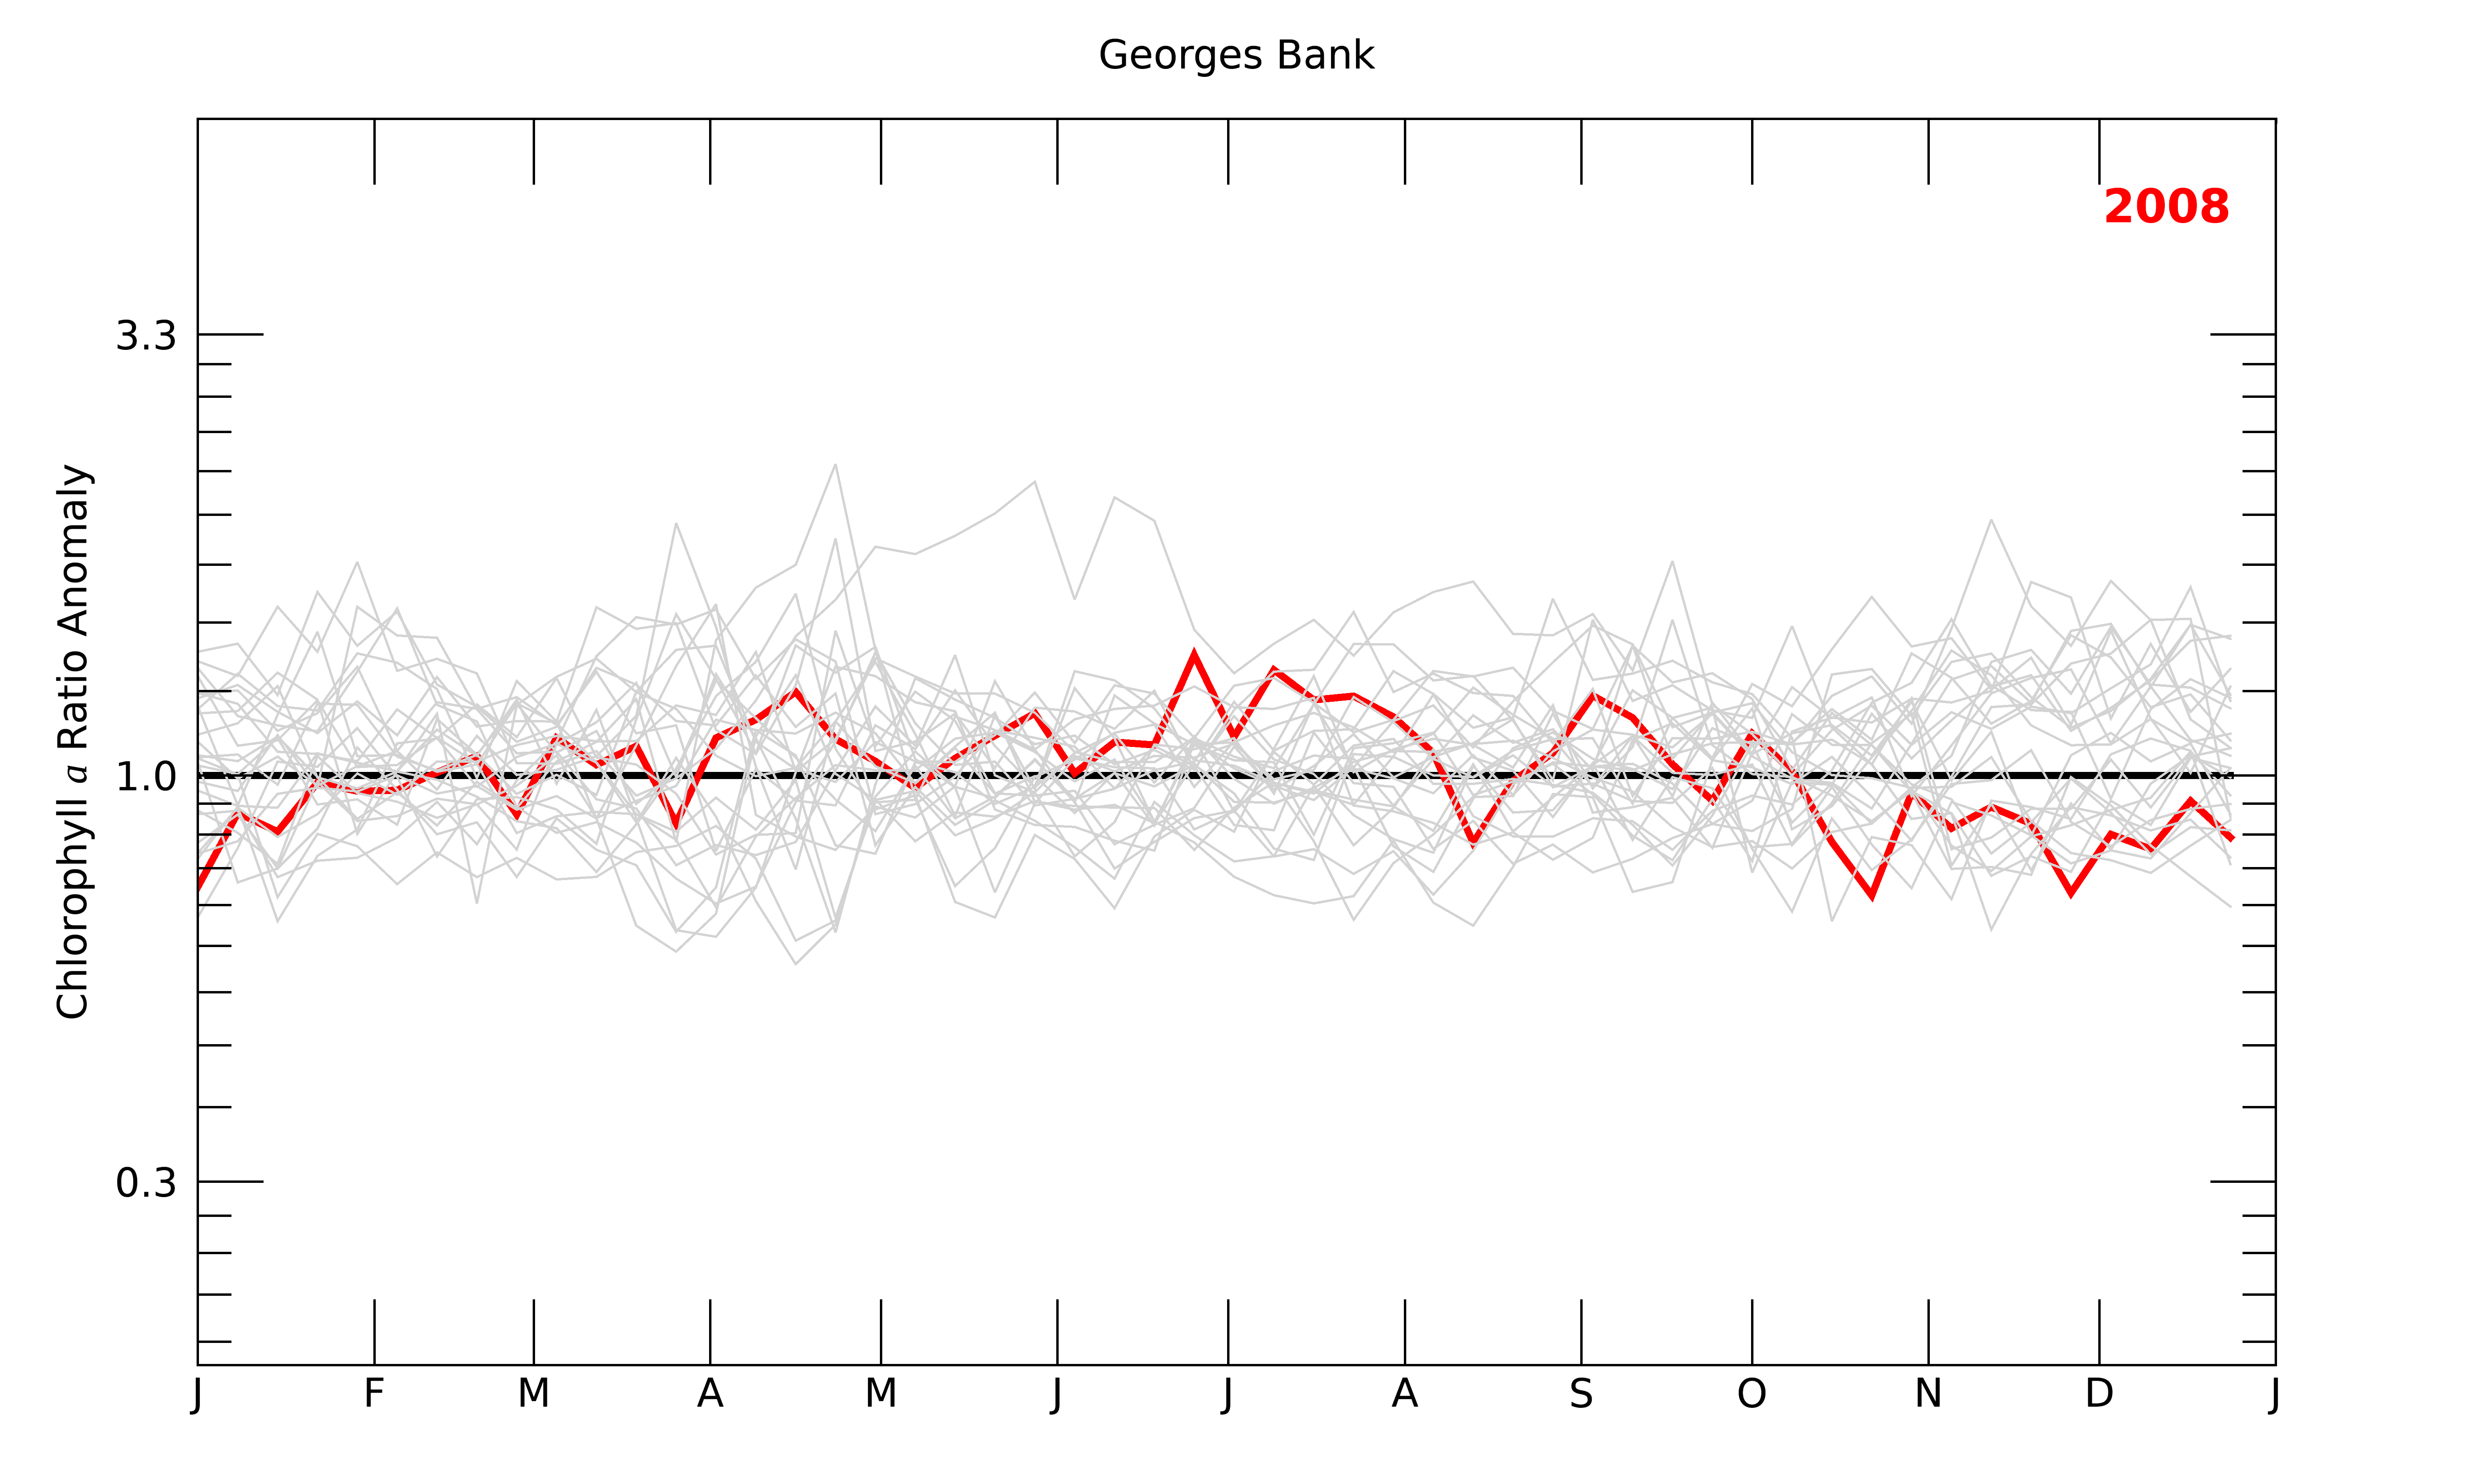 Georges Bank
2008
3.3
1.0
0.3
Chlorophyll a Ratio Anomaly
J F M A M J J A S O N D J